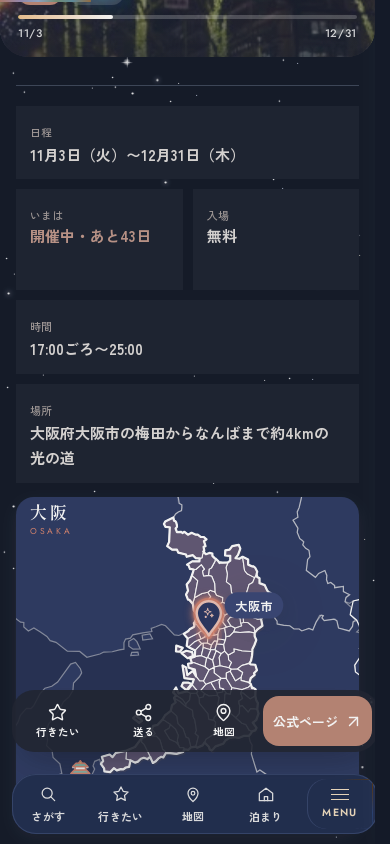 11/3
12/31
日程
11月3日（火）〜12月31日（木）
いまは
開催中・あと43日
入場
無料
時間
17:00ごろ〜25:00
場所
大阪府大阪市の梅田からなんばまで約4kmの
光の道
大阪
OSAKA
大阪市
行きたい
送る
地図
公式ページ
さがす
行きたい
地図
泊まり
MENU